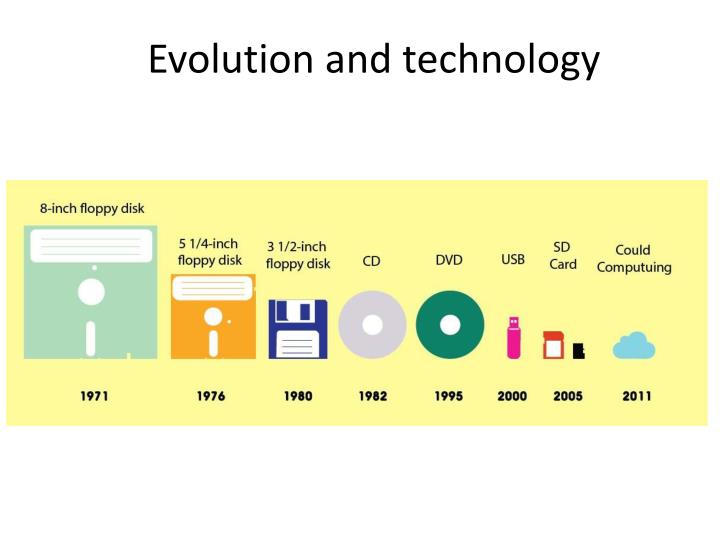 Evolution and technology
8-inch floppy disk
5 1/4-inch
floppy disk
3 1/2-inch
floppy disk
CD
DVD
USB
SD
Card
Could
Computuing
1971
1976
1980
1982
1995
2000
2005
2011